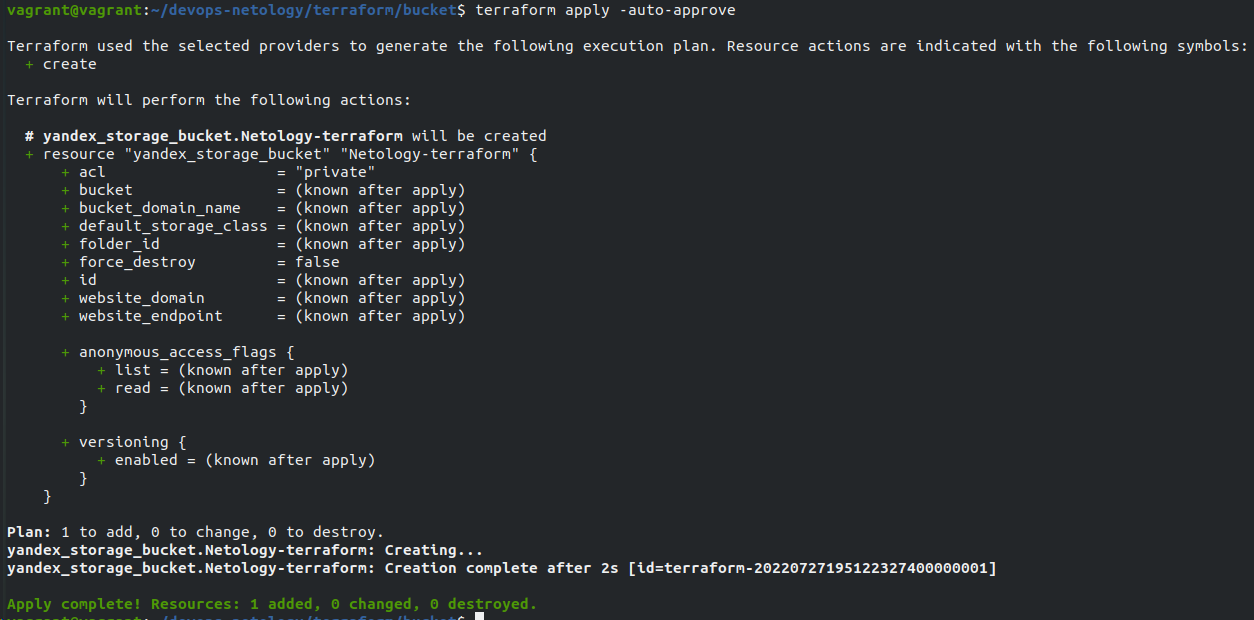 vagrant@vagrant:~/devops-netology/terraform/bucket$ terraform apply -auto-approve
Terraform used the selected providers to generate the following execution plan. Resource actions are indicated with the following symbols:
+ create
Terraform will perform the following actions:
# yandex_storage_bucket.Netology-terraform will be created
+ resource "yandex_storage_bucket" "Netology-terraform" {
+ acl = "private"
+ bucket = (known after apply)
+ bucket_domain_name = (known after apply)
+ default_storage_class = (known after apply)
+ folder_id = (known after apply)
+ force_destroy = false
+ id = (known after apply)
+ website_domain = (known after apply)
+ website_endpoint = (known after apply)
+ anonymous_access_flags {
+ list = (known after apply)
+ read = (known after apply)
}
+ versioning {
+ enabled = (known after apply)
}
}
Plan: 1 to add, 0 to change, 0 to destroy.
yandex_storage_bucket.Netology-terraform: Creating...
yandex_storage_bucket.Netology-terraform: Creation complete after 2s [id=terraform-20220727195122327400000001]
Apply complete! Resources: 1 added, 0 changed, 0 destroyed.
vagrant@vagrant:~/devops-netology/terraform/bucket$